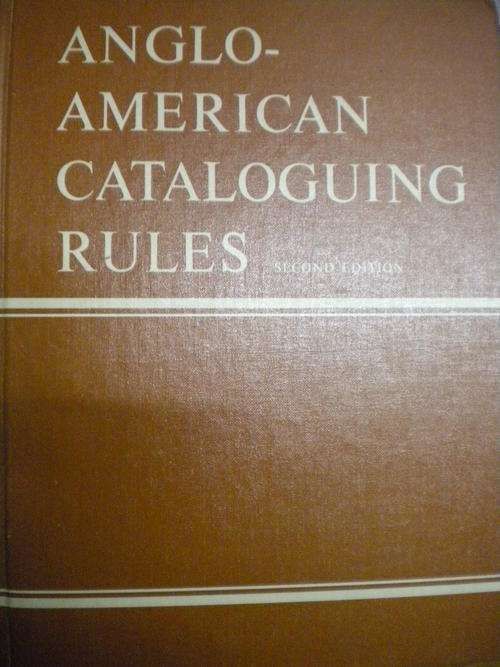 ANGLO-
AMERICAN
CATALOGUING
RULES SECOND EDITION